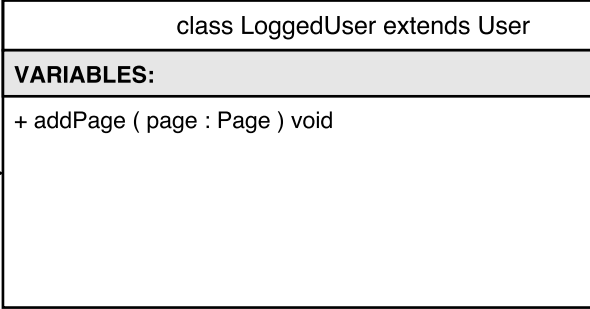 class LoggedUser extends User
VARIABLES:
+ addPage ( page : Page ) void